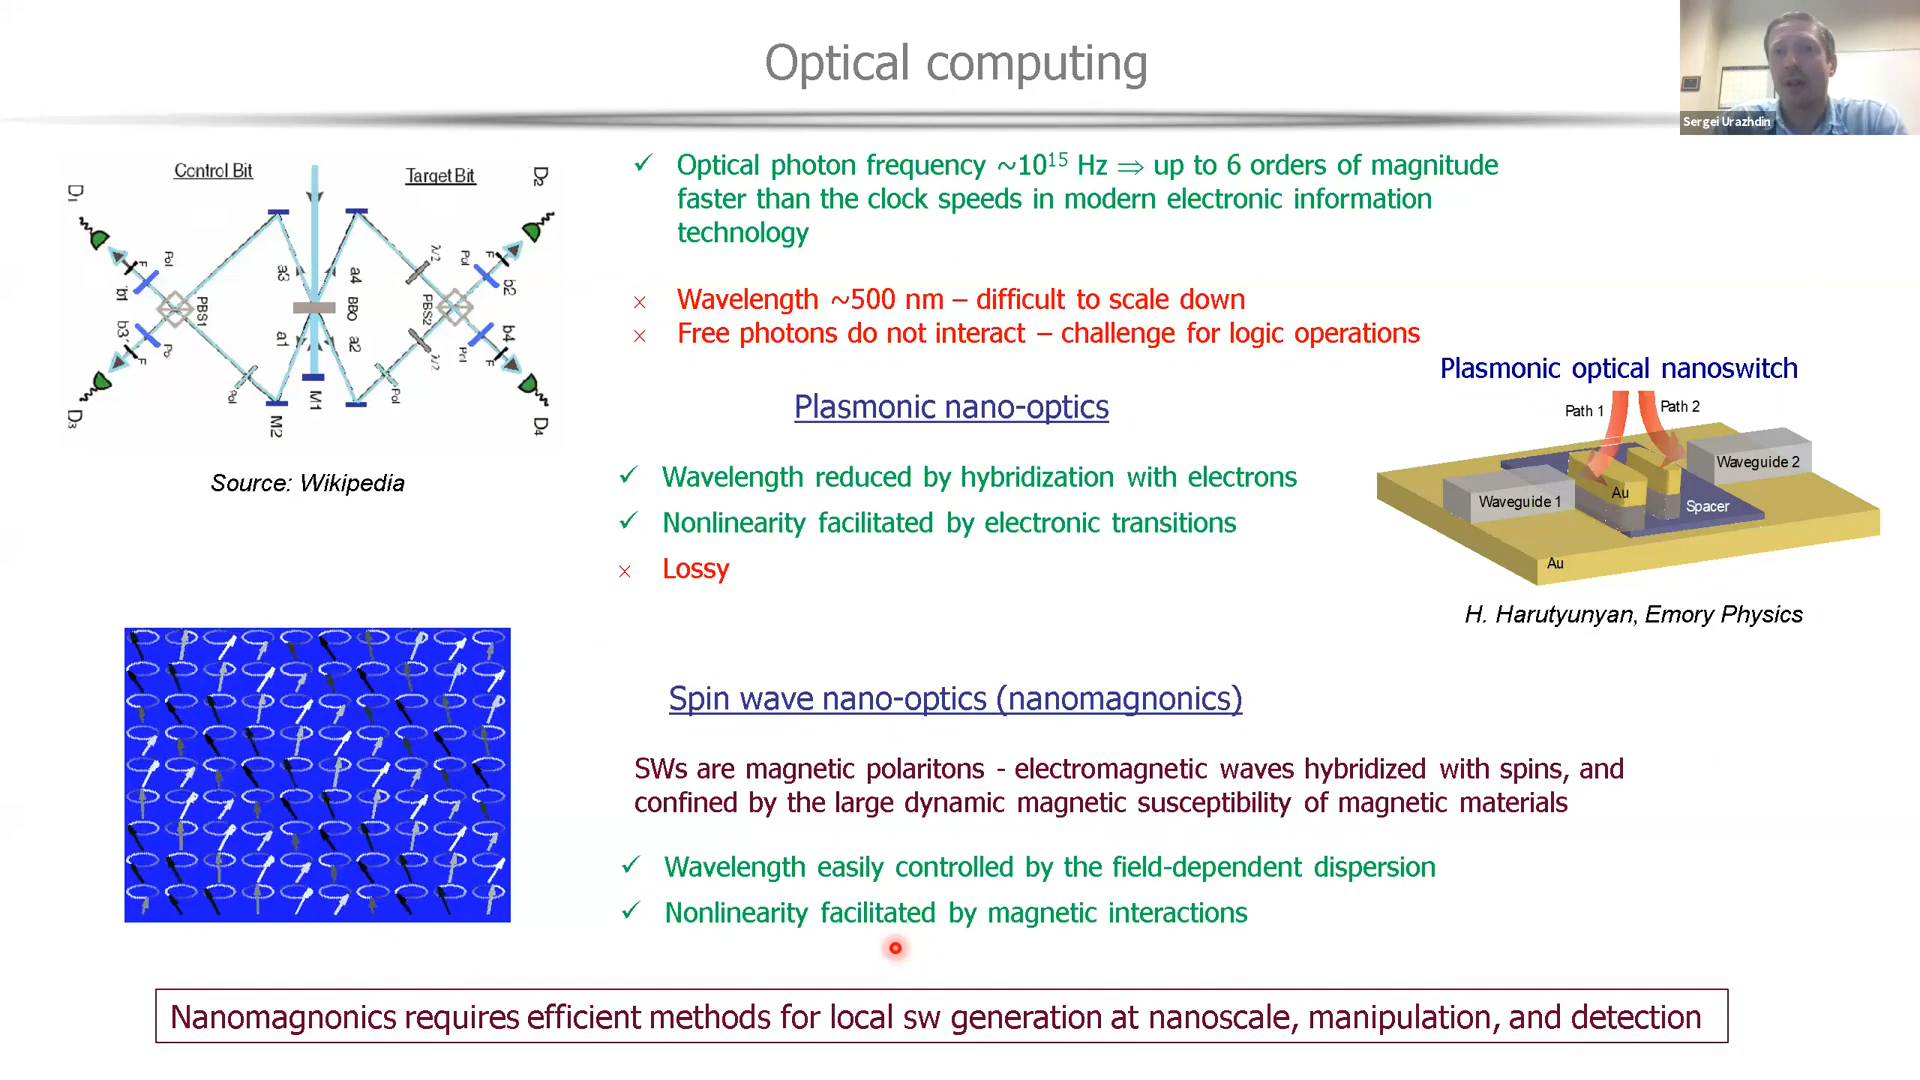 Optical computing
Sergei Urazhdin
Control Bit
Target Bit
D1
D2
a3
a4
λ/2
Pol
F
Pol
F
b1
b2
PBS1
BBO
PBS2
b3
b4
a1
a2
F
Pol
λ/2
Pol
F
Pol
M1
Pol
M2
D3
D4
Source: Wikipedia
✓ Optical photon frequency ~10¹⁵ Hz ⇒ up to 6 orders of magnitude
faster than the clock speeds in modern electronic information
technology
× Wavelength ~500 nm – difficult to scale down
× Free photons do not interact – challenge for logic operations
Plasmonic nano-optics
✓ Wavelength reduced by hybridization with electrons
✓ Nonlinearity facilitated by electronic transitions
× Lossy
Plasmonic optical nanoswitch
Path 1
Path 2
Waveguide 2
Waveguide 1
Au
Spacer
Au
H. Harutyunyan, Emory Physics
Spin wave nano-optics (nanomagnonics)
SWs are magnetic polaritons - electromagnetic waves hybridized with spins, and
confined by the large dynamic magnetic susceptibility of magnetic materials
✓ Wavelength easily controlled by the field-dependent dispersion
✓ Nonlinearity facilitated by magnetic interactions
Nanomagnonics requires efficient methods for local sw generation at nanoscale, manipulation, and detection